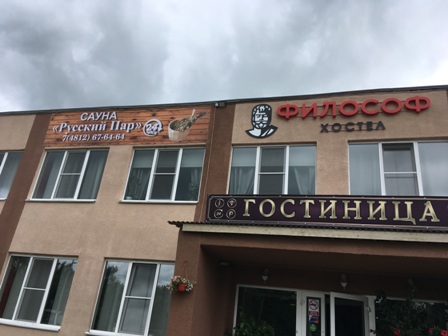 САУНА
«Русский Пар»
24
7(4812) 67-64-64
ФИЛОСОФ
ХОСТЕЛ
ГОСТИНИЦА